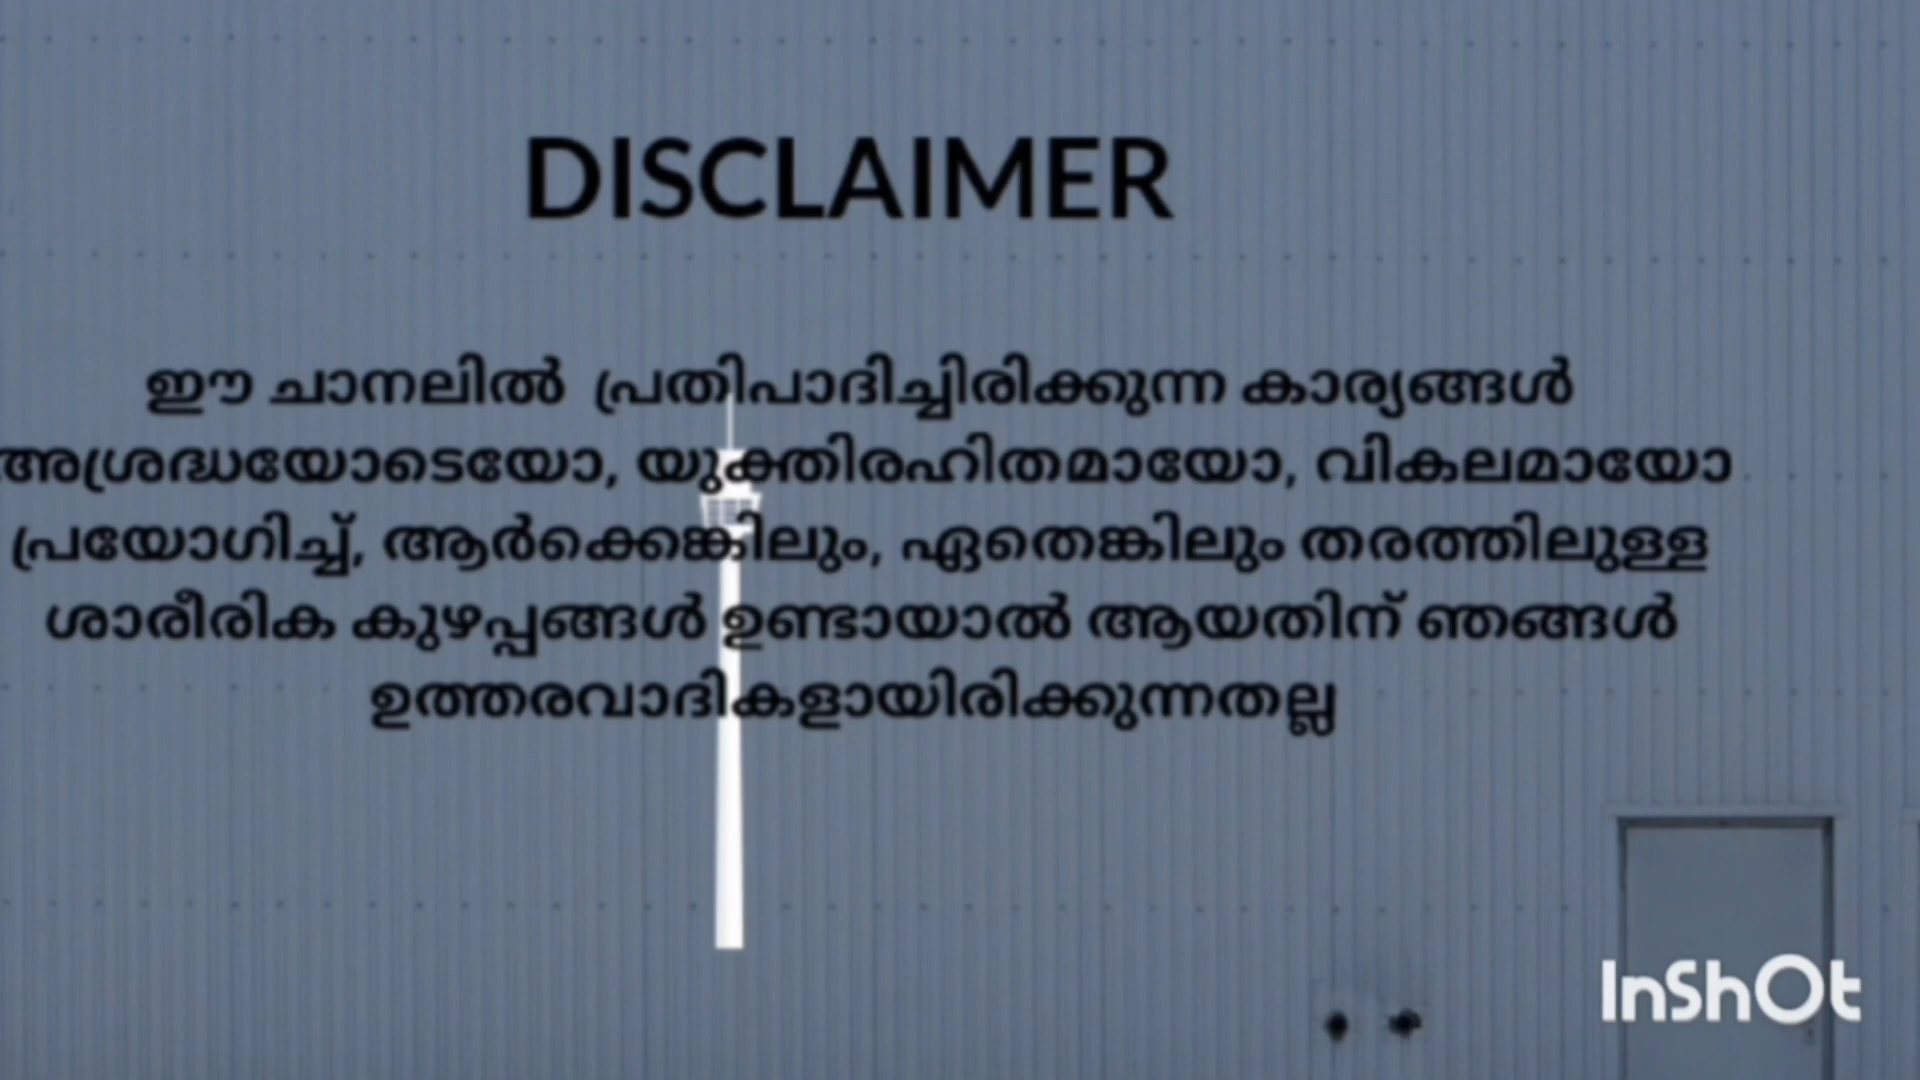 DISCLAIMER
ഈ ചാനലിൽ പ്രതിപാദിച്ചിരിക്കുന്ന കാര്യങ്ങൾ
അശ്രദ്ധയോടെയോ, യുക്തിരഹിതമായോ, വികലമായോ
പ്രയോഗിച്ച്, ആർക്കെങ്കിലും, ഏതെങ്കിലും തരത്തിലുള്ള
ശാരീരിക കുഴപ്പങ്ങൾ ഉണ്ടായാൽ ആയതിന് ഞങ്ങൾ
ഉത്തരവാദികളായിരിക്കുന്നതല്ല
InShOt